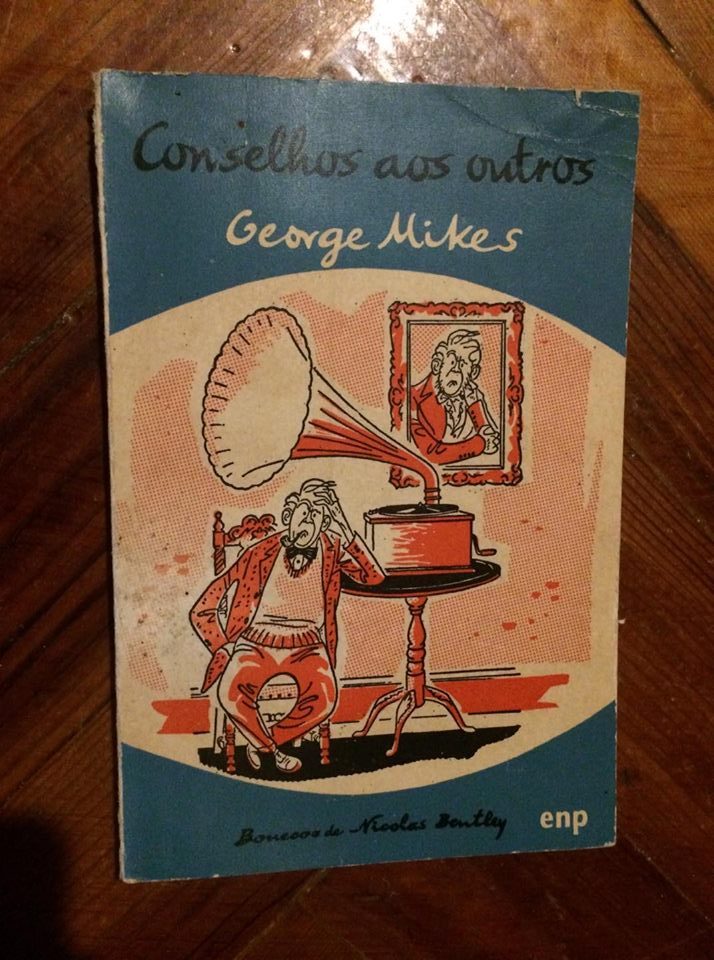 Conselhos aos outros
George Mikes
Bonecos de Nicolas Bentley
enp